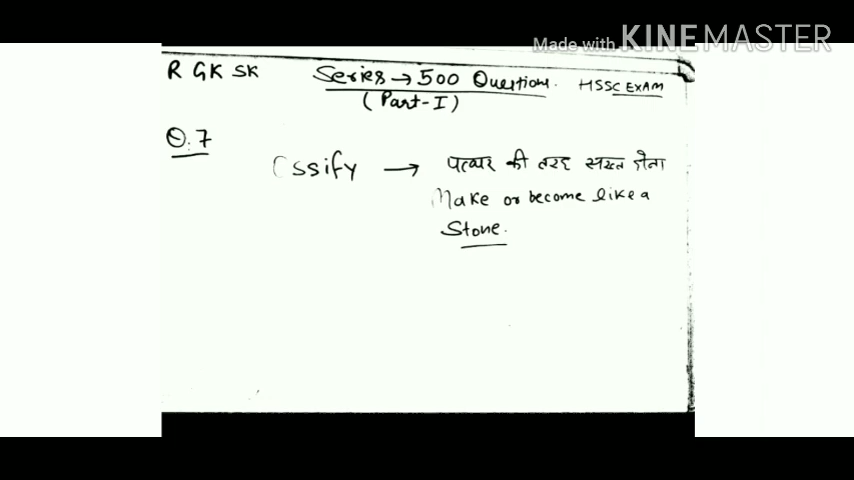 Made with KINEMASTER
R GK SK Series → 500 Questions. HSSC EXAM
(Part-I)
Q.7
Ossify → पत्थर की तरह सख्त होना
Make or become like a
Stone.